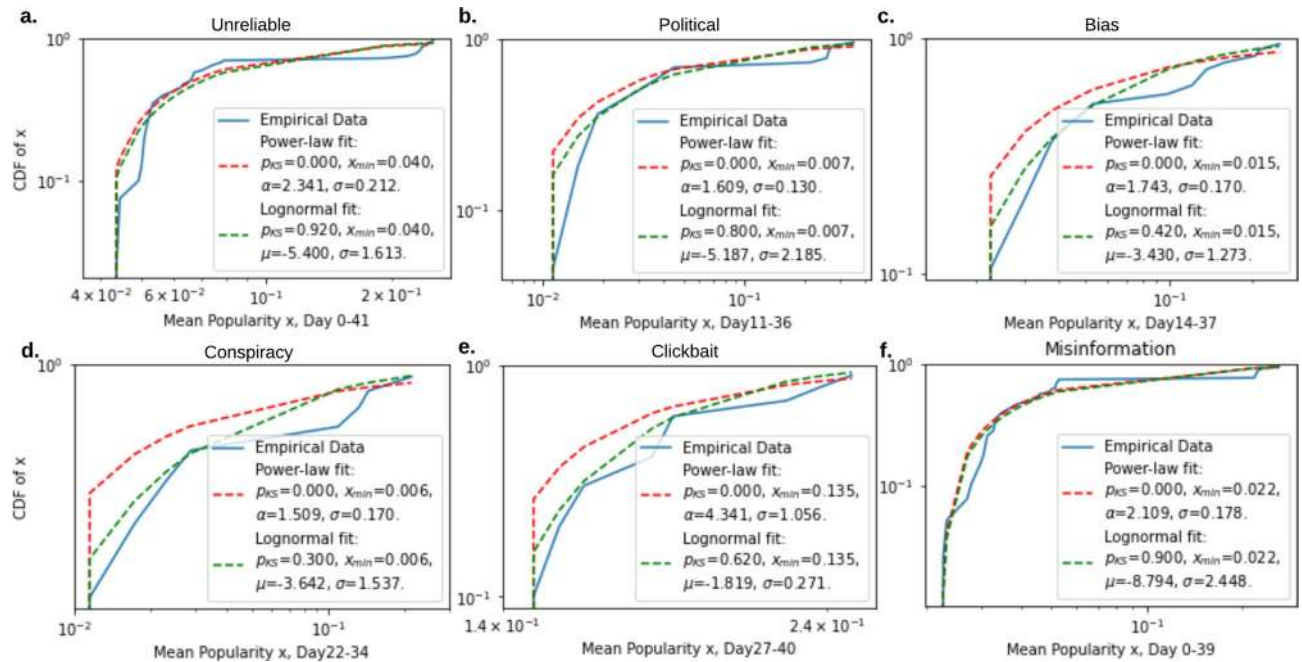 a.
Unreliable
10⁰
10⁻¹
CDF of x
Empirical Data
Power-law fit:
p_KS=0.000, x_min=0.040,
α=2.341, σ=0.212.
Lognormal fit:
p_KS=0.920, x_min=0.040,
μ=-5.400, σ=1.613.
4 × 10⁻² 6 × 10⁻² 10⁻¹ 2 × 10⁻¹
Mean Popularity x, Day 0-41
b.
Political
10⁰
10⁻¹
Empirical Data
Power-law fit:
p_KS=0.000, x_min=0.007,
α=1.609, σ=0.130.
Lognormal fit:
p_KS=0.800, x_min=0.007,
μ=-5.187, σ=2.185.
10⁻² 10⁻¹
Mean Popularity x, Day11-36
c.
Bias
10⁰
10⁻¹
Empirical Data
Power-law fit:
p_KS=0.000, x_min=0.015,
α=1.743, σ=0.170.
Lognormal fit:
p_KS=0.420, x_min=0.015,
μ=-3.430, σ=1.273.
10⁻¹
Mean Popularity x, Day14-37
d.
Conspiracy
10⁰
CDF of x
Empirical Data
Power-law fit:
p_KS=0.000, x_min=0.006,
α=1.509, σ=0.170.
Lognormal fit:
p_KS=0.300, x_min=0.006,
μ=-3.642, σ=1.537.
10⁻² 10⁻¹
Mean Popularity x, Day22-34
e.
Clickbait
10⁰
10⁻¹
Empirical Data
Power-law fit:
p_KS=0.000, x_min=0.135,
α=4.341, σ=1.056.
Lognormal fit:
p_KS=0.620, x_min=0.135,
μ=-1.819, σ=0.271.
1.4 × 10⁻¹ 2.4 × 10⁻¹
Mean Popularity x, Day27-40
f.
Misinformation
10⁰
10⁻¹
Empirical Data
Power-law fit:
p_KS=0.000, x_min=0.022,
α=2.109, σ=0.178.
Lognormal fit:
p_KS=0.900, x_min=0.022,
μ=-8.794, σ=2.448.
10⁻¹
Mean Popularity x, Day 0-39